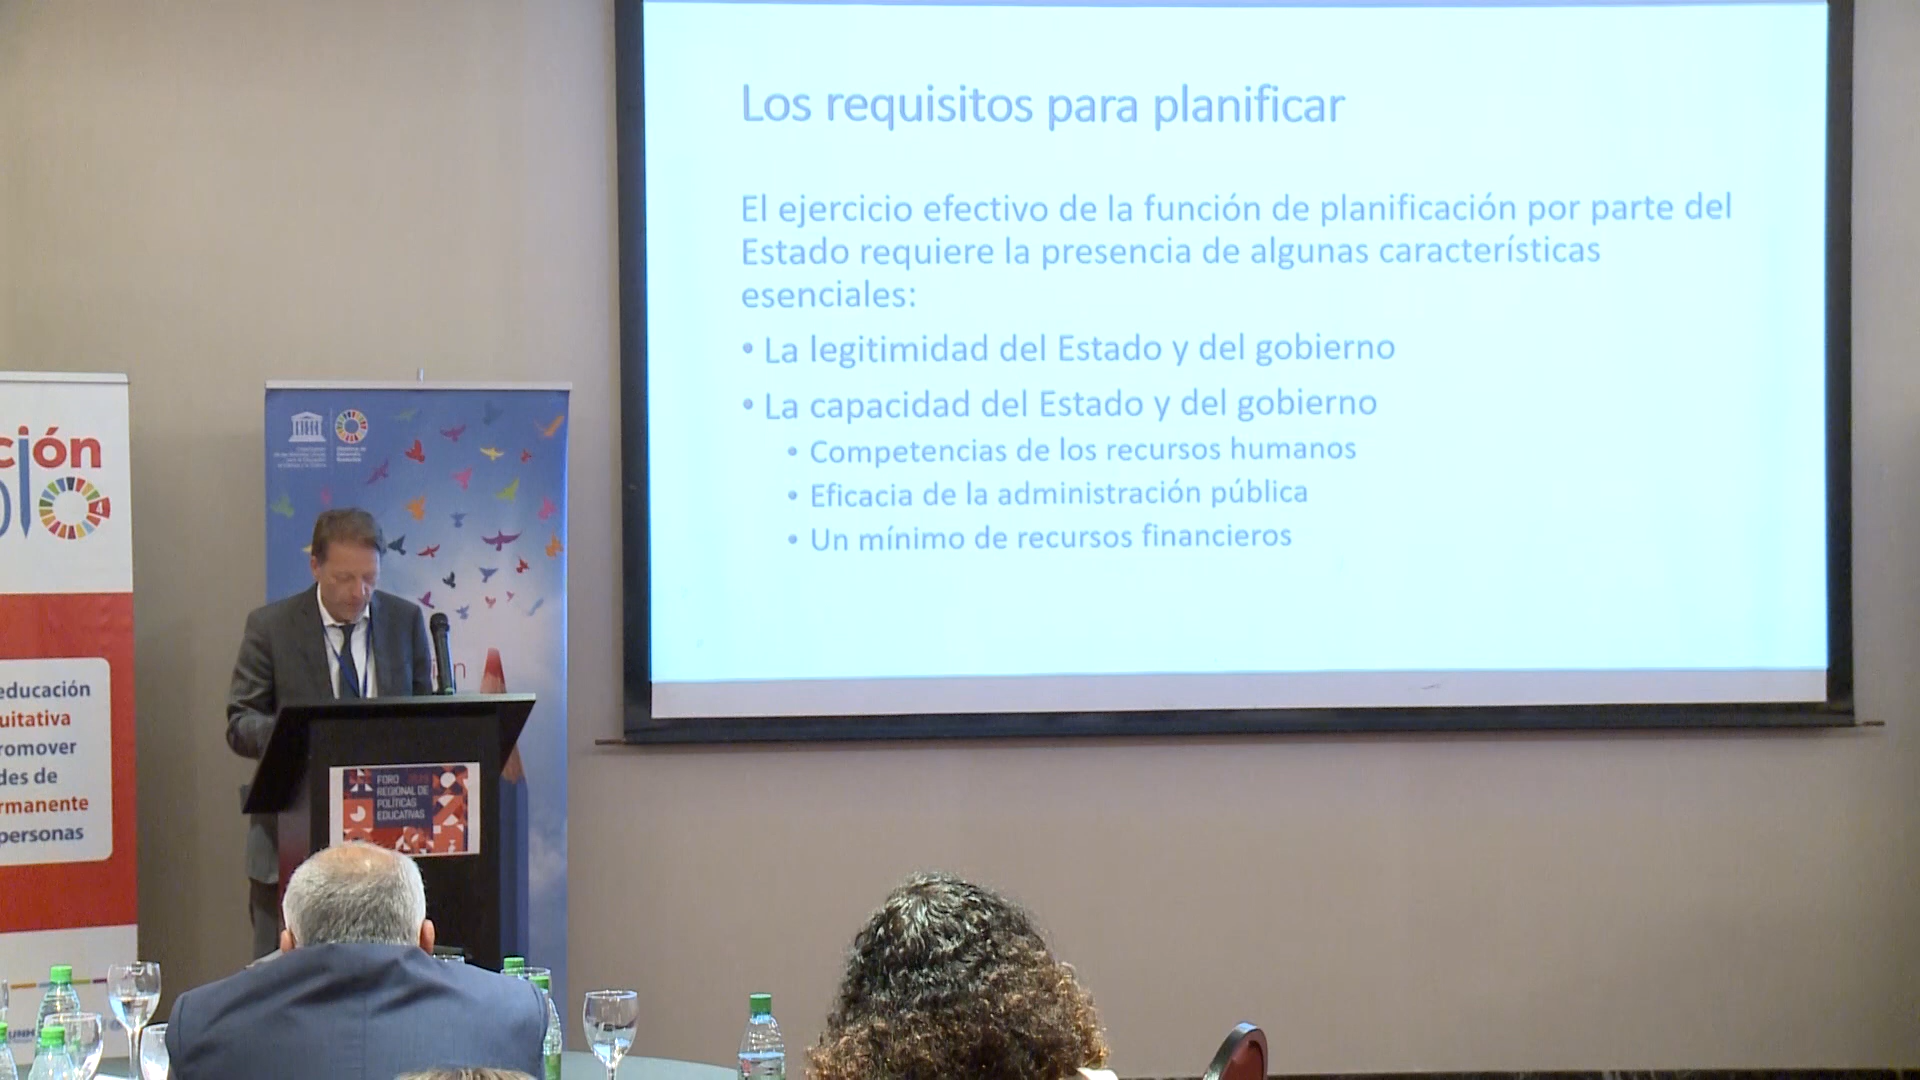 Los requisitos para planificar
El ejercicio efectivo de la función de planificación por parte del
Estado requiere la presencia de algunas características
esenciales:
• La legitimidad del Estado y del gobierno
• La capacidad del Estado y del gobierno
• Competencias de los recursos humanos
• Eficacia de la administración pública
• Un mínimo de recursos financieros
ción
4
educación
uitativa
romover
des de
rmanente
personas
FORO
REGIONAL DE
POLÍTICAS
EDUCATIVAS